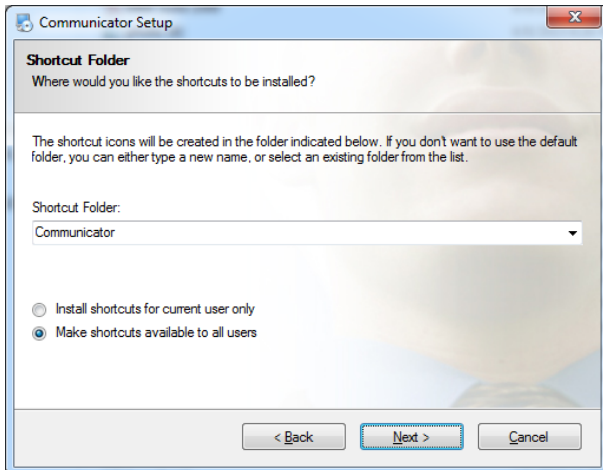 Communicator Setup
Shortcut Folder
Where would you like the shortcuts to be installed?
The shortcut icons will be created in the folder indicated below. If you don't want to use the default
folder, you can either type a new name, or select an existing folder from the list.
Shortcut Folder:
Communicator
Install shortcuts for current user only
Make shortcuts available to all users
< Back
Next >
Cancel